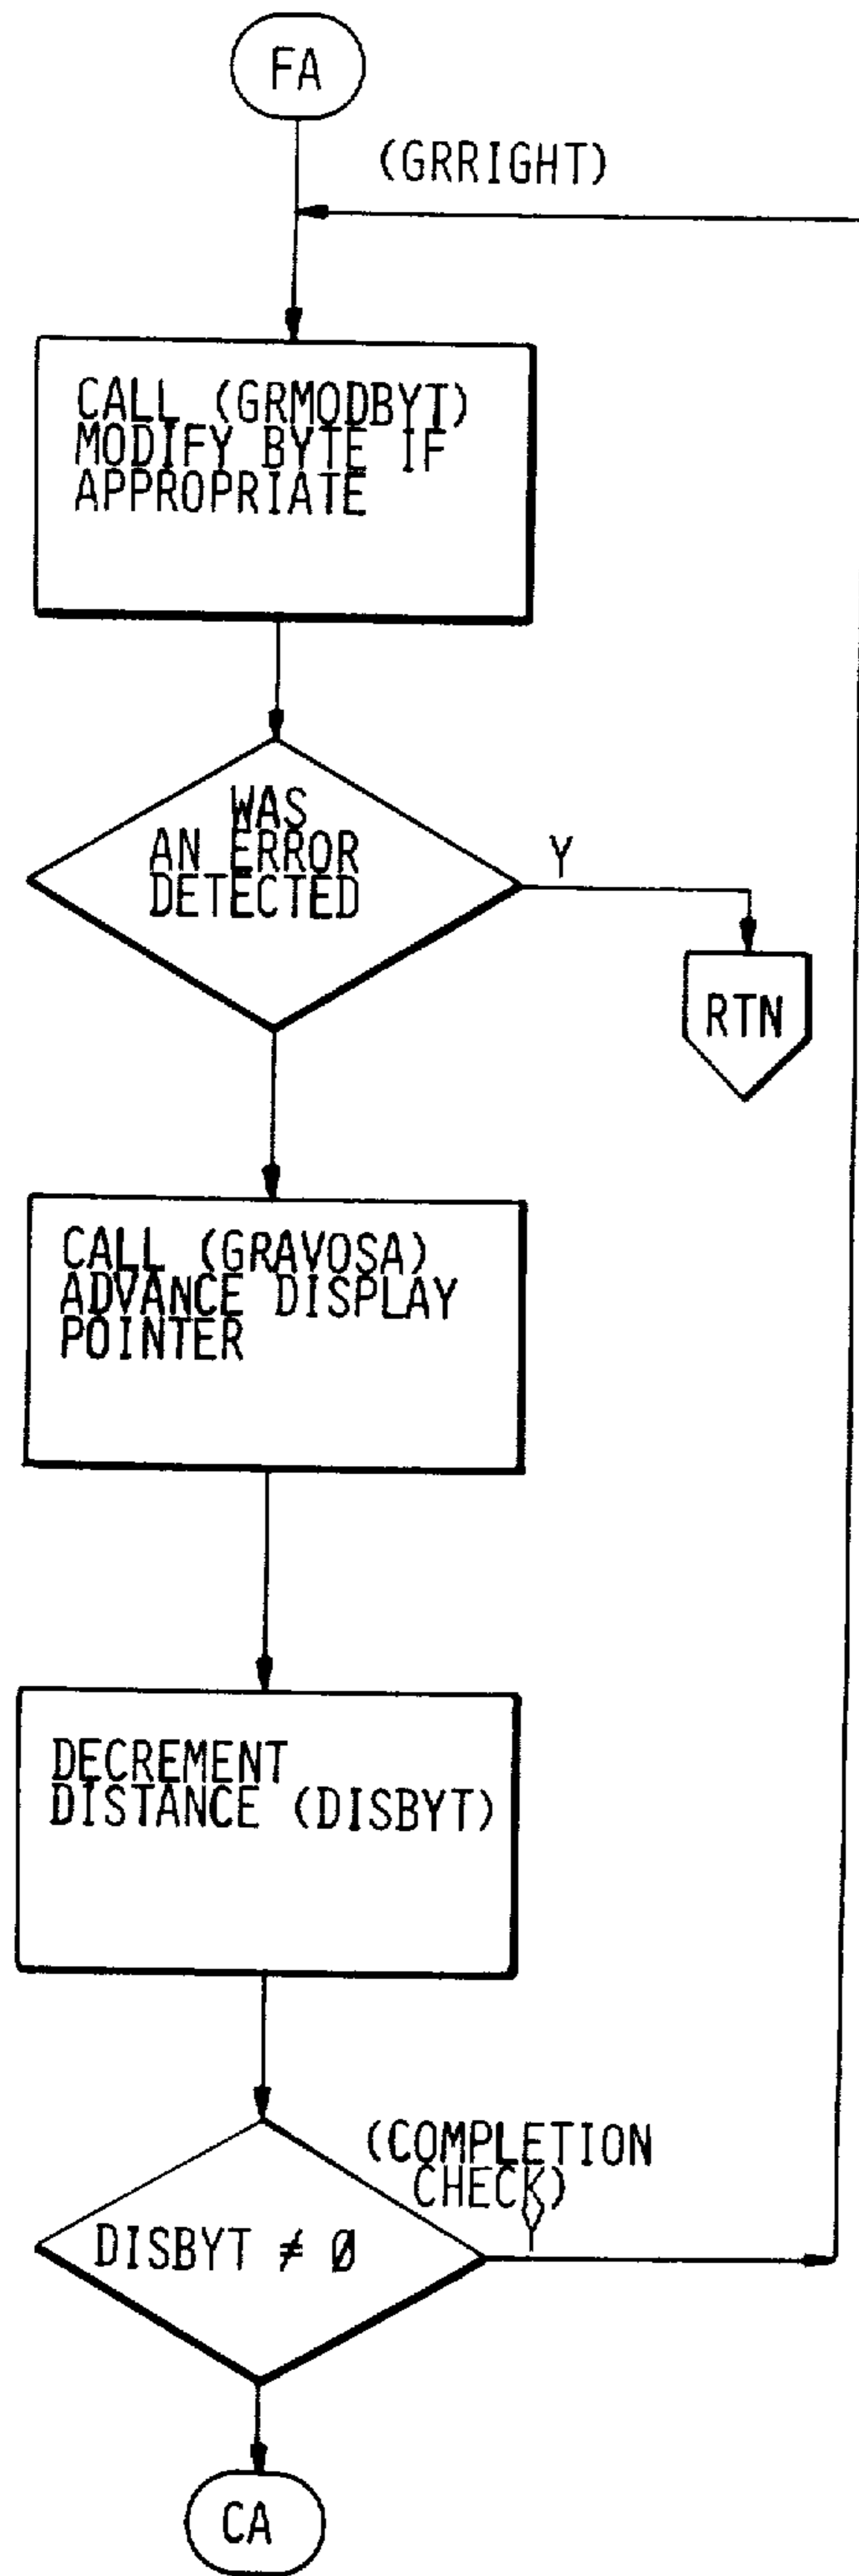 FA
(GRRIGHT)
CALL (GRMODBYT)
MODIFY BYTE IF
APPROPRIATE
WAS
AN ERROR
DETECTED
Y
RTN
CALL (GRAVOSA)
ADVANCE DISPLAY
POINTER
DECREMENT
DISTANCE (DISBYT)
(COMPLETION
CHECK)
Y
DISBYT ≠ Ø
CA